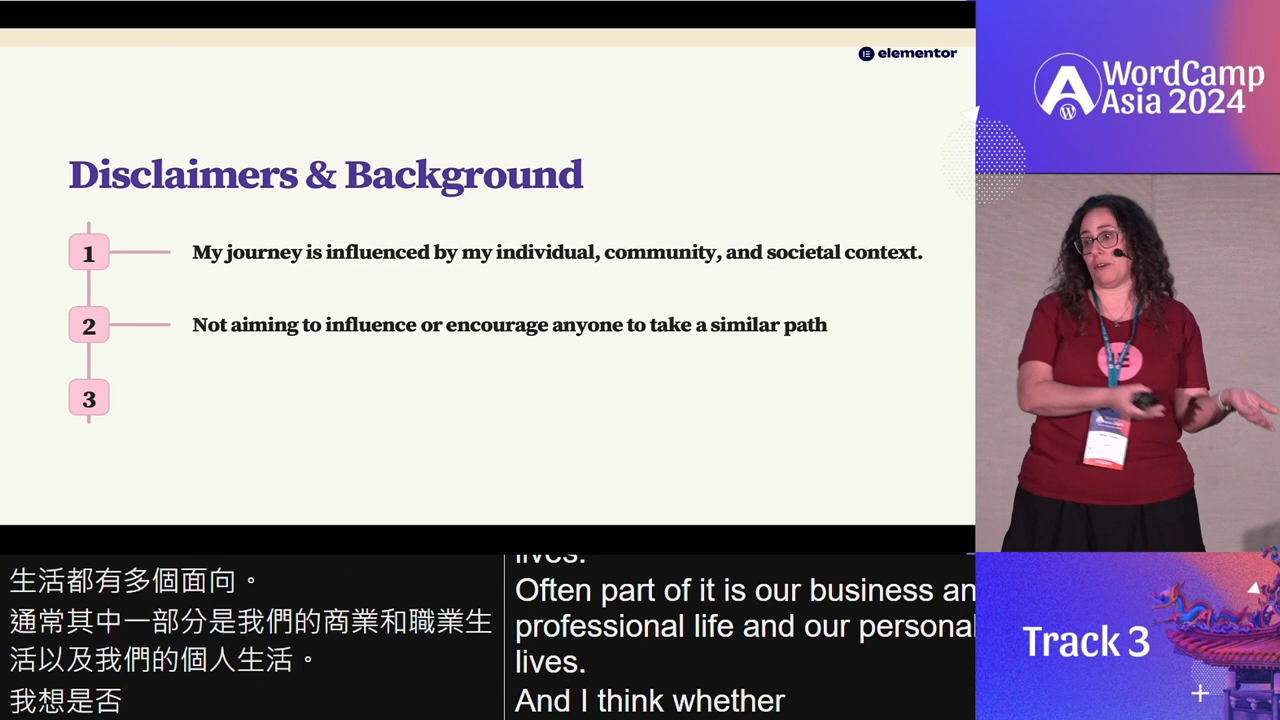 elementor
Disclaimers & Background
1
My journey is influenced by my individual, community, and societal context.
2
Not aiming to influence or encourage anyone to take a similar path
3
WordCamp
Asia 2024
生活都有多個面向。
通常其中一部分是我們的商業和職業生
活以及我們的個人生活。
我想是否
lives.
Often part of it is our business an
professional life and our personal
lives.
And I think whether
Track 3